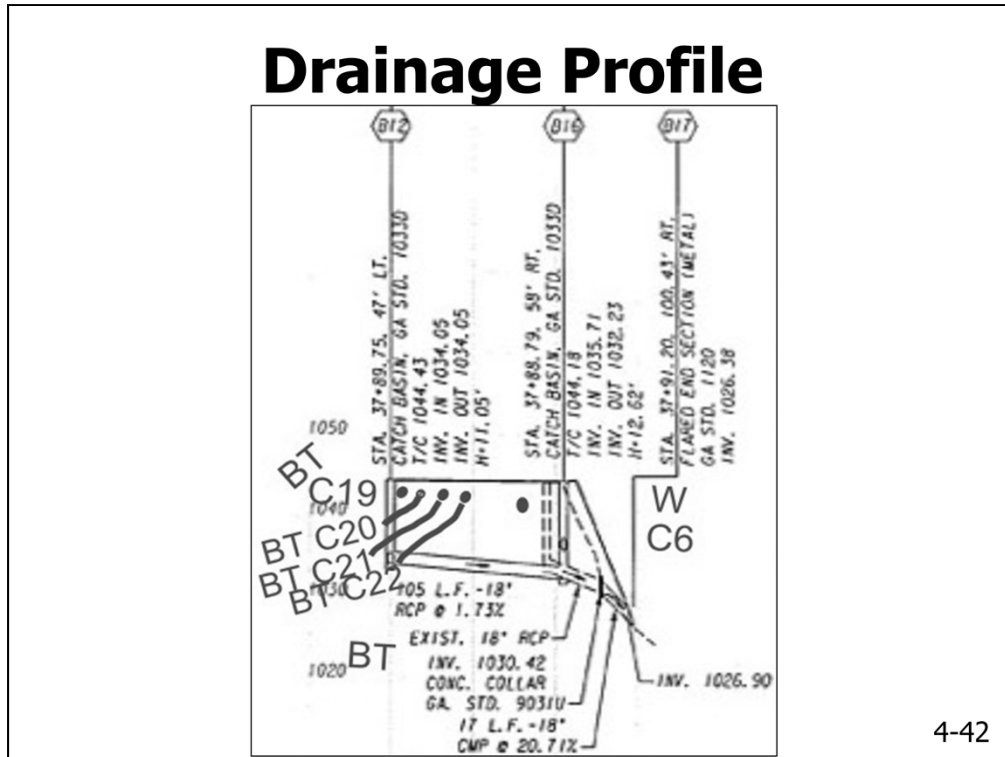 Drainage Profile
B12
B16
B17
STA. 37+89.75, 47' LT.
CATCH BASIN, GA STD. 1033D
T/C 1044.43
INV. IN 1034.05
INV. OUT 1034.05
H=11.05'
STA. 37+88.79, 59' RT.
CATCH BASIN, GA STD. 1033D
T/C 1044.18
INV. IN 1035.71
INV. OUT 1032.23
H=12.62'
STA. 37+91.20, 100.43' RT.
FLARED END SECTION (METAL)
GA STD. 1120
INV. 1026.38
1050
BT
C19
1040
BT C20
BT C21
BT C22
1030
W
C6
105 L.F. -18"
RCP @ 1.73%
EXIST. 18" RCP
1020
BT
INV. 1030.42
CONC. COLLAR
GA. STD. 9031U
17 L.F. -18"
CMP @ 20.71%
INV. 1026.90
4-42